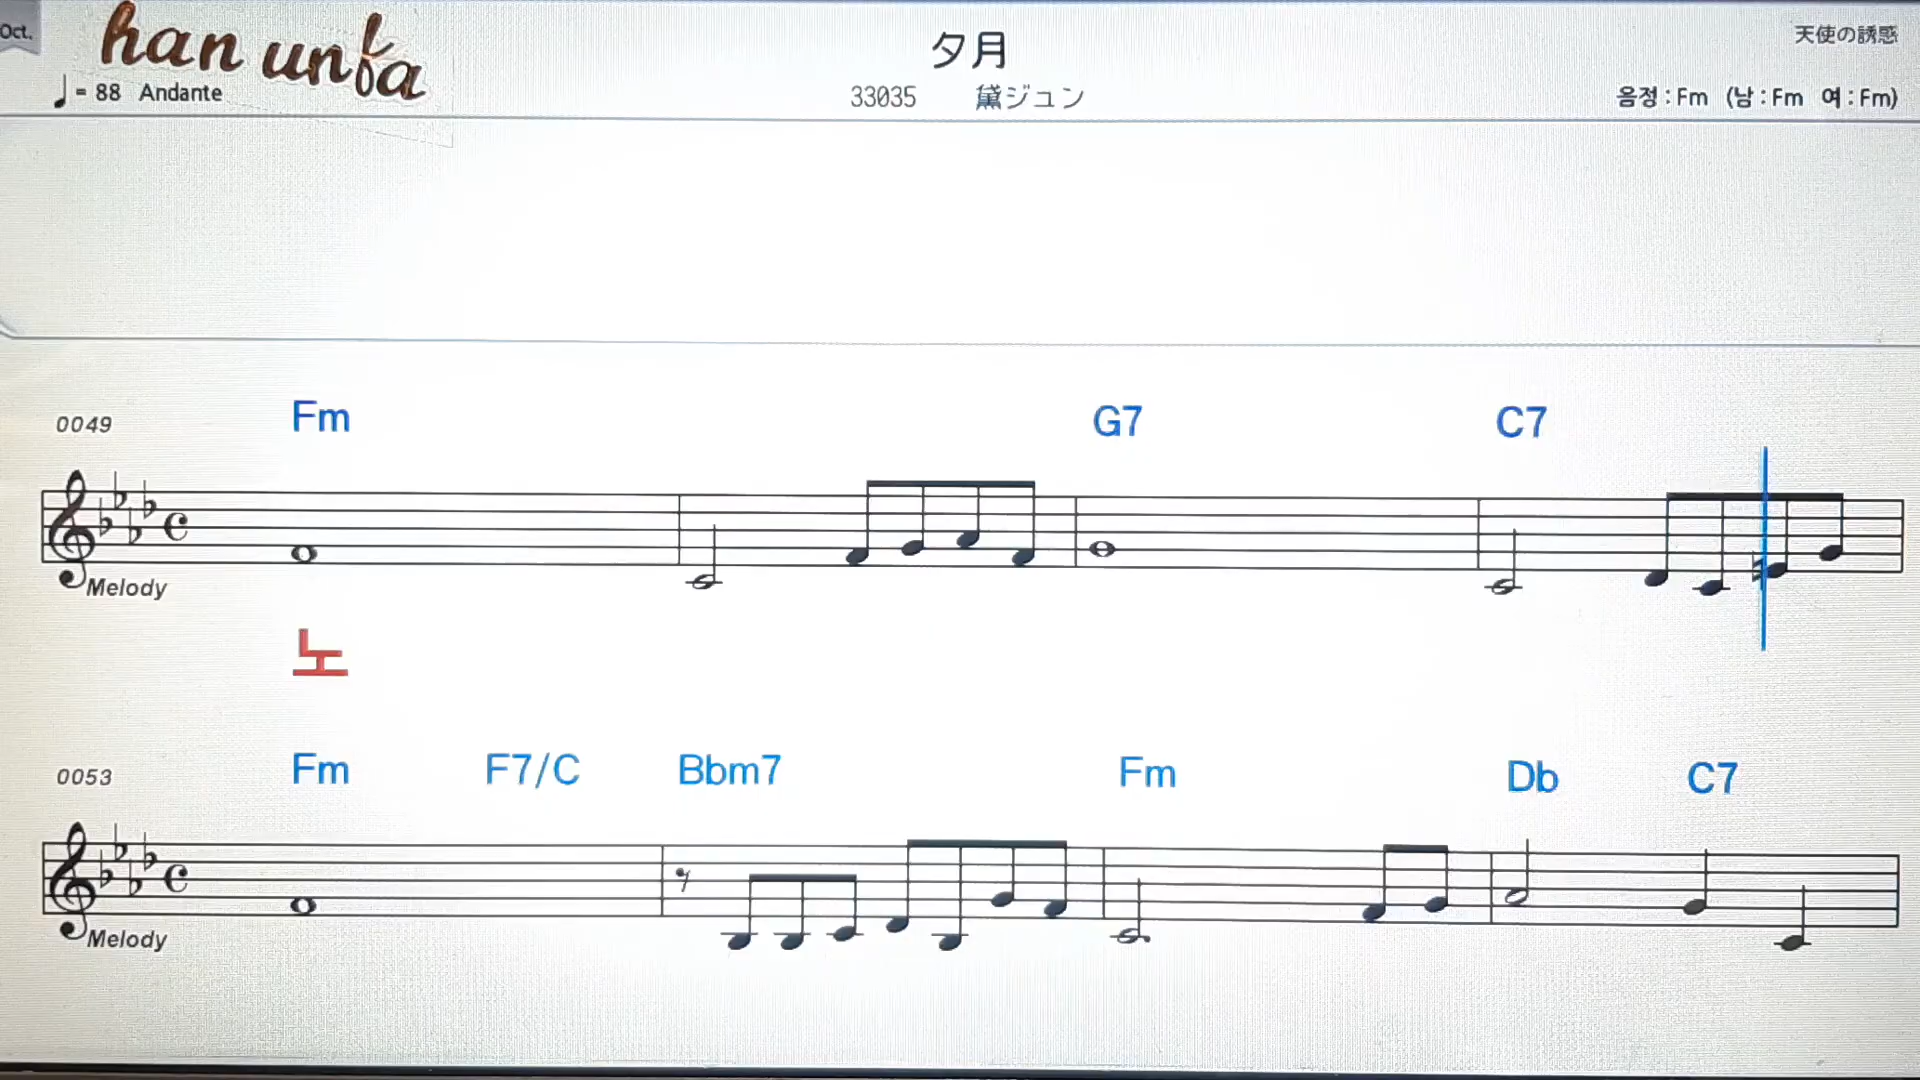 Oct.
han unfa
夕月
天使の誘惑
♩= 88 Andante
33035 黛ジュン
음정 : Fm (남 : Fm 여 : Fm)
0049 Fm G7 C7
Melody
노
0053 Fm F7/C Bbm7 Fm Db C7
Melody